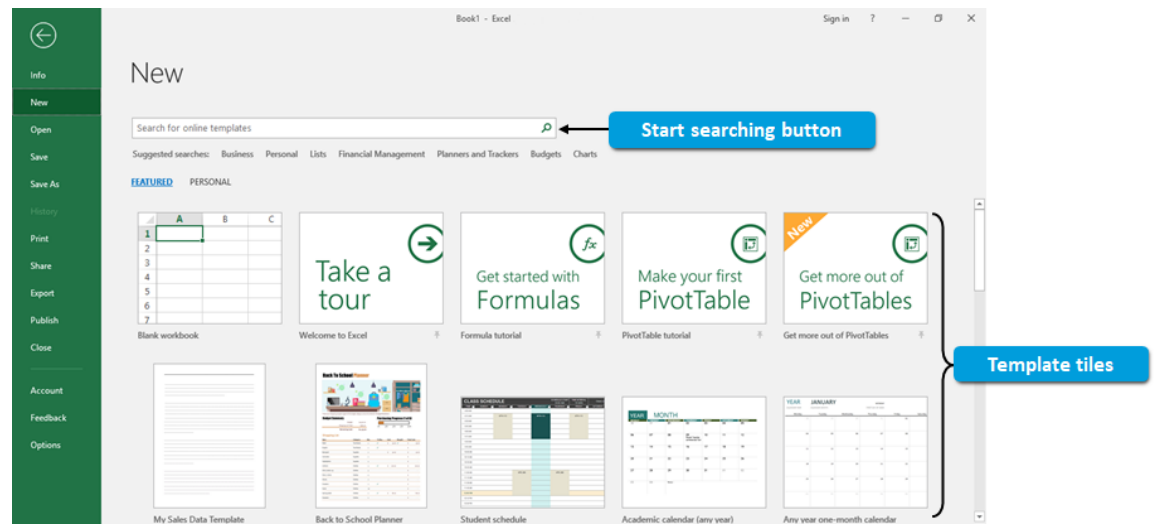 Book1 - Excel
Sign in ?
Info
New
Open
Save
Save As
History
Print
Share
Export
Publish
Close
Account
Feedback
Options
New
Search for online templates
Start searching button
Suggested searches: Business Personal Lists Financial Management Planners and Trackers Budgets Charts
FEATURED PERSONAL
A B C
1
2
3
4
5
6
7
Blank workbook
Take a
tour
Welcome to Excel
fx
Get started with
Formulas
Formula tutorial
Make your first
PivotTable
PivotTable tutorial
New
Get more out of
PivotTables
Get more out of PivotTables
Template tiles
My Sales Data Template
Back To School Planner
Back to School Planner
CLASS SCHEDULE
Student schedule
YEAR MONTH
Academic calendar (any year)
YEAR JANUARY
Any year one-month calendar